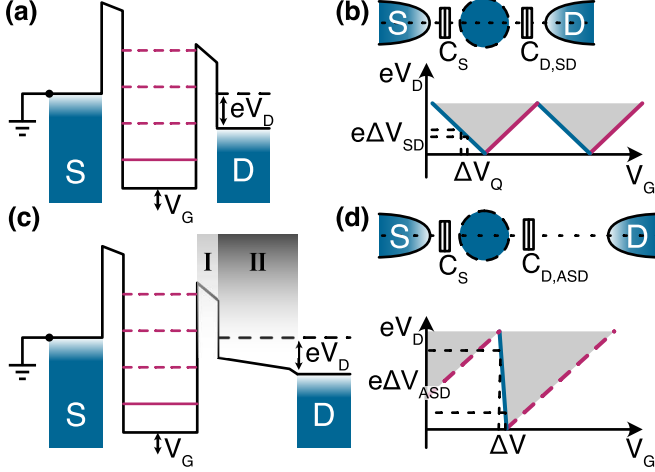 (a)
S
eV_D
D
V_G
(b)
S
C_S
C_D,SD
D
eV_D
eΔV_SD
ΔV_Q
V_G
(c)
I
II
S
eV_D
D
V_G
(d)
S
C_S
C_D,ASD
D
eV_D
eΔV_ASD
ΔV
V_G